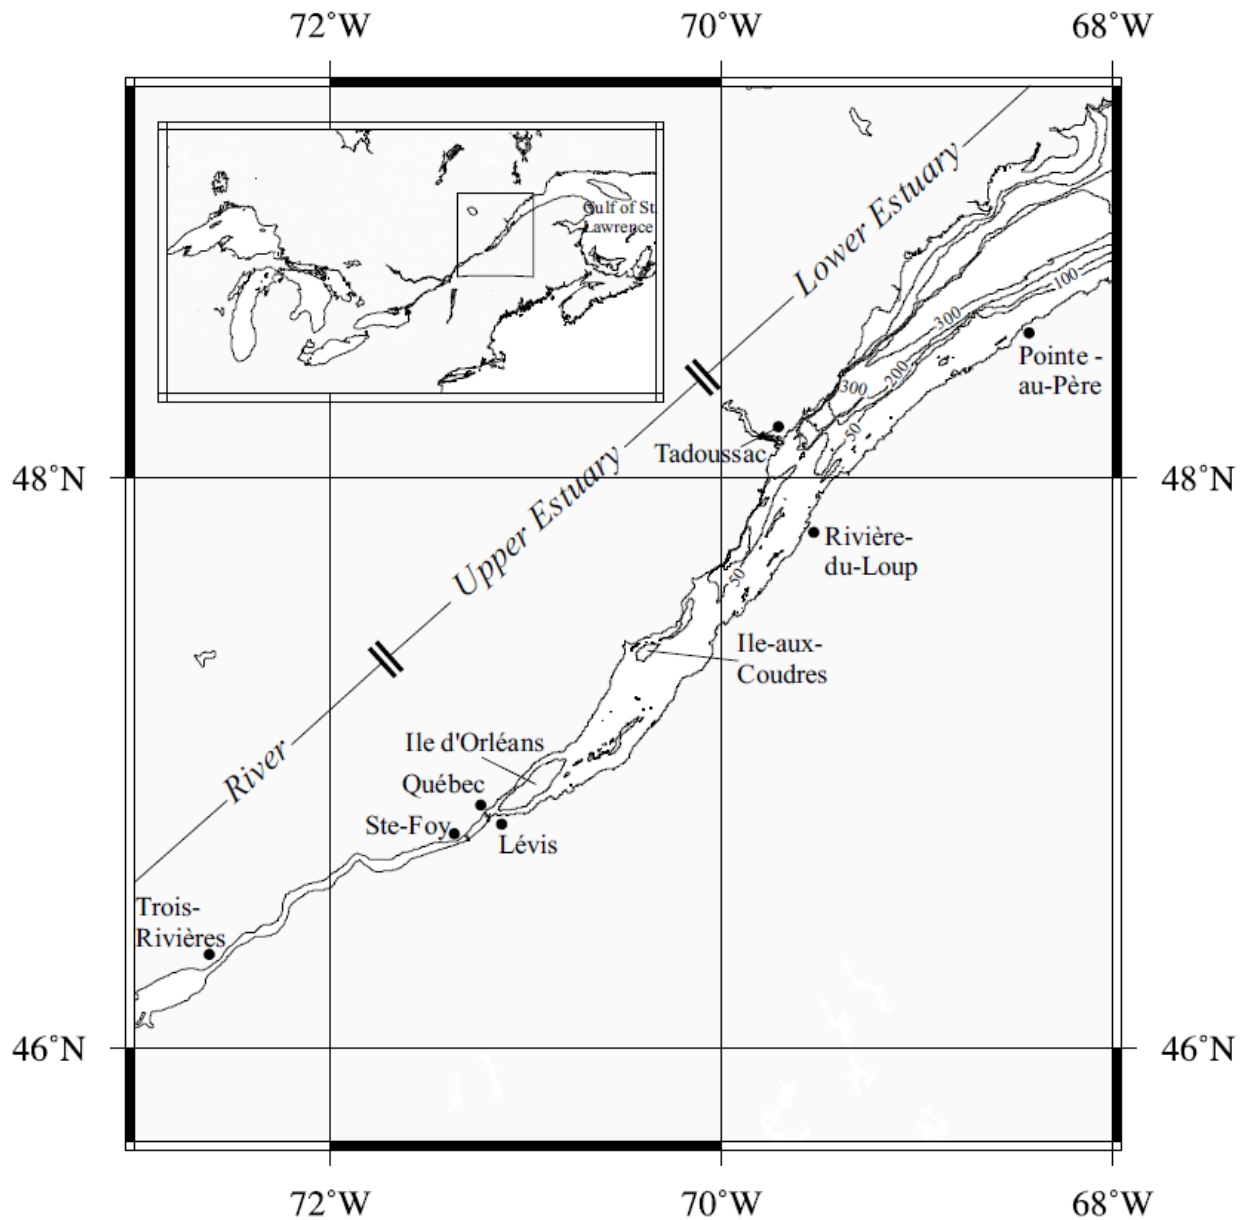 72°W 70°W 68°W
Gulf of St.
Lawrence
Lower Estuary
100
300
Pointe -
au-Père
200
300
50
Tadoussac
48°N 48°N
Upper Estuary
Rivière-
du-Loup
50
Ile-aux-
Coudres
Ile d'Orléans
River
Québec
Ste-Foy
Lévis
Trois-
Rivières
46°N 46°N
72°W 70°W 68°W